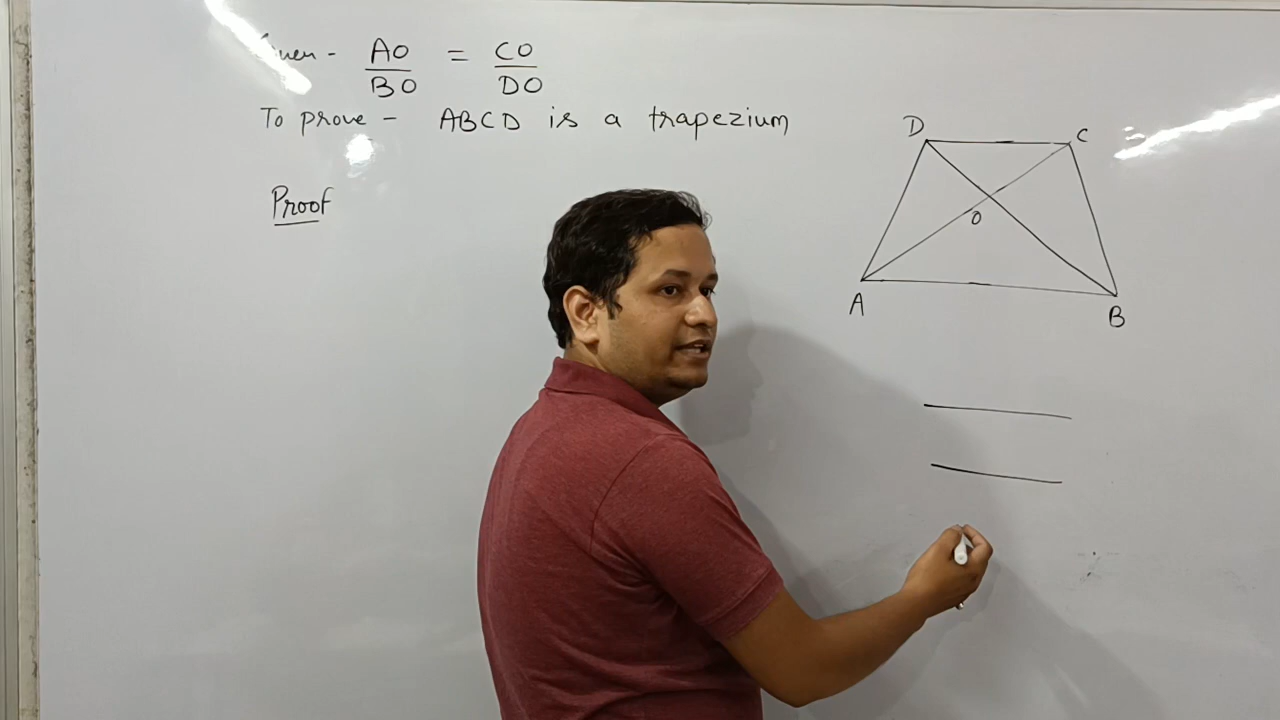 AO/BO = CO/DO
To prove - ABCD is a trapezium
Proof
D C
O
A B